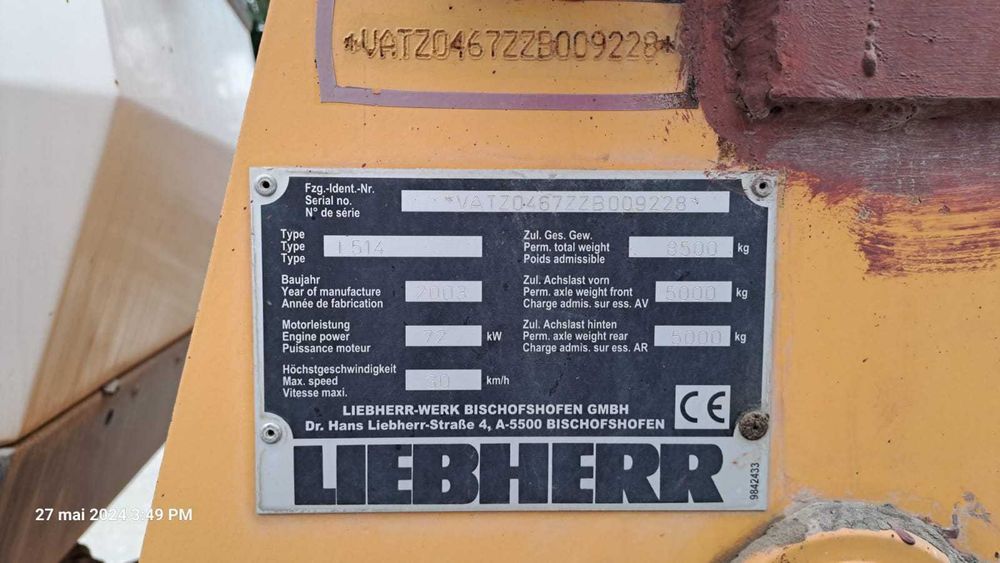 *VATZ0467ZZB009228*
Fzg.-Ident.-Nr.
Serial no.
N° de série
*VATZ0467ZZB009228*
Type
Type
Type
L514
Zul. Ges. Gew.
Perm. total weight
Poids admissible
8500 kg
Baujahr
Year of manufacture
Année de fabrication
2003
Zul. Achslast vorn
Perm. axle weight front
Charge admis. sur ess. AV
5000 kg
Motorleistung
Engine power
Puissance moteur
72 kW
Zul. Achslast hinten
Perm. axle weight rear
Charge admis. sur ess. AR
5000 kg
Höchstgeschwindigkeit
Max. speed
Vitesse maxi.
30 km/h
LIEBHERR-WERK BISCHOFSHOFEN GMBH
Dr. Hans Liebherr-Straße 4, A-5500 BISCHOFSHOFEN
CE
LIEBHERR
9842433
27 mai 2024 3:49 PM